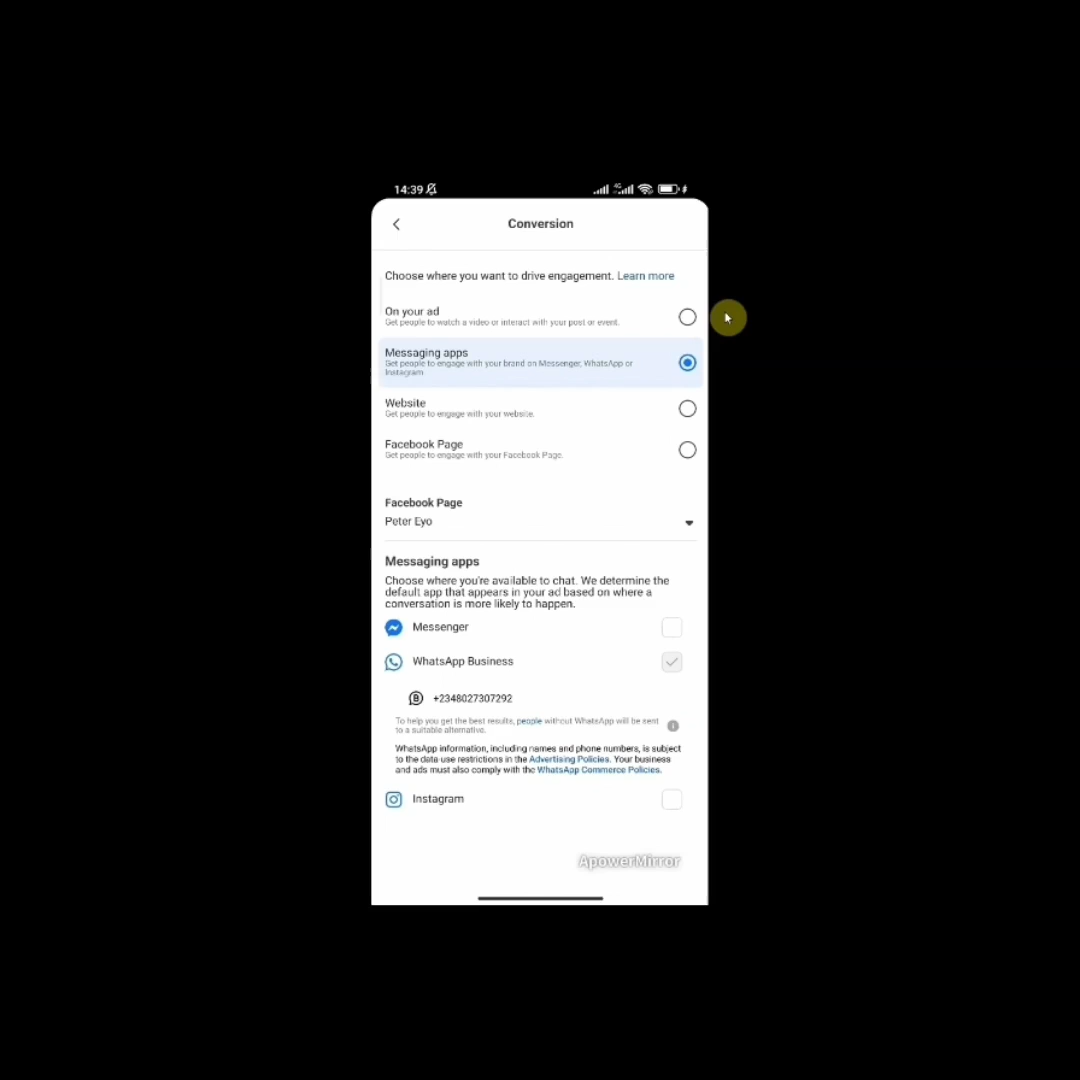 14:39
Conversion
Choose where you want to drive engagement. Learn more
On your ad
Get people to watch a video or interact with your post or event.
Messaging apps
Get people to engage with your brand on Messenger, WhatsApp or
Instagram
Website
Get people to engage with your website.
Facebook Page
Get people to engage with your Facebook Page.
Facebook Page
Peter Eyo
Messaging apps
Choose where you're available to chat. We determine the
default app that appears in your ad based on where a
conversation is more likely to happen.
Messenger
WhatsApp Business
+2348027307292
To help you get the best results, people without WhatsApp will be sent
to a suitable alternative.
WhatsApp information, including names and phone numbers, is subject
to the data-use restrictions in the Advertising Policies. Your business
and ads must also comply with the WhatsApp Commerce Policies.
Instagram
ApowerMirror